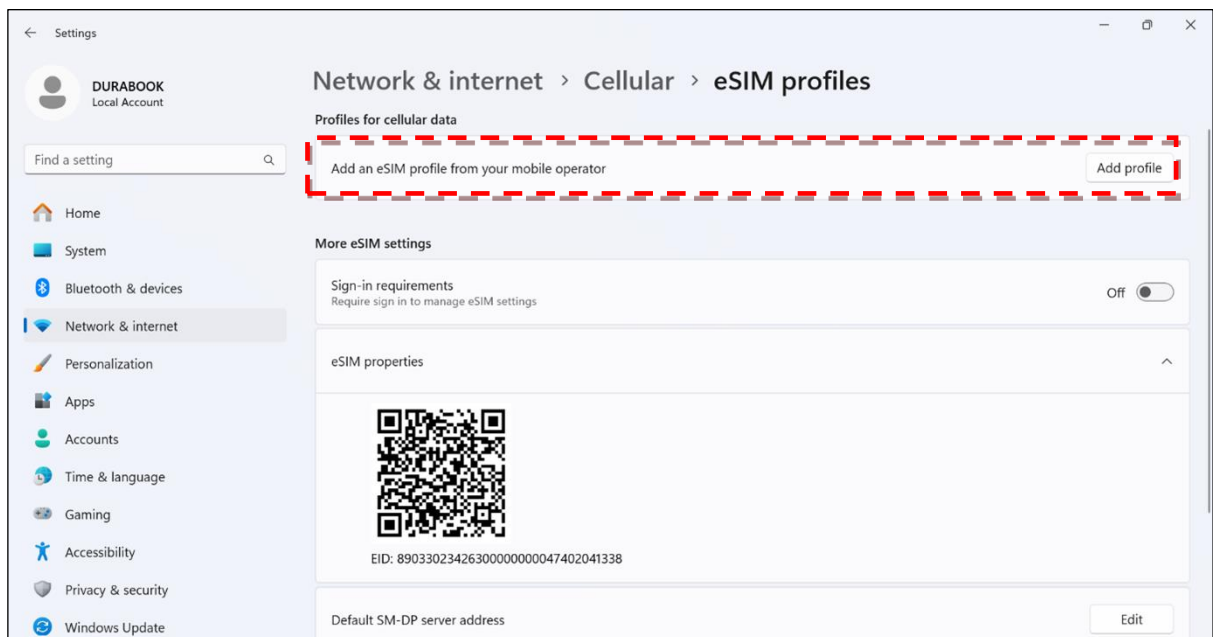 Settings
DURABOOK
Local Account
Find a setting
Home
System
Bluetooth & devices
Network & internet
Personalization
Apps
Accounts
Time & language
Gaming
Accessibility
Privacy & security
Windows Update
Network & internet > Cellular > eSIM profiles
Profiles for cellular data
Add an eSIM profile from your mobile operator
Add profile
More eSIM settings
Sign-in requirements
Require sign in to manage eSIM settings
Off
eSIM properties
EID: 89033023426300000000047402041338
Default SM-DP server address
Edit